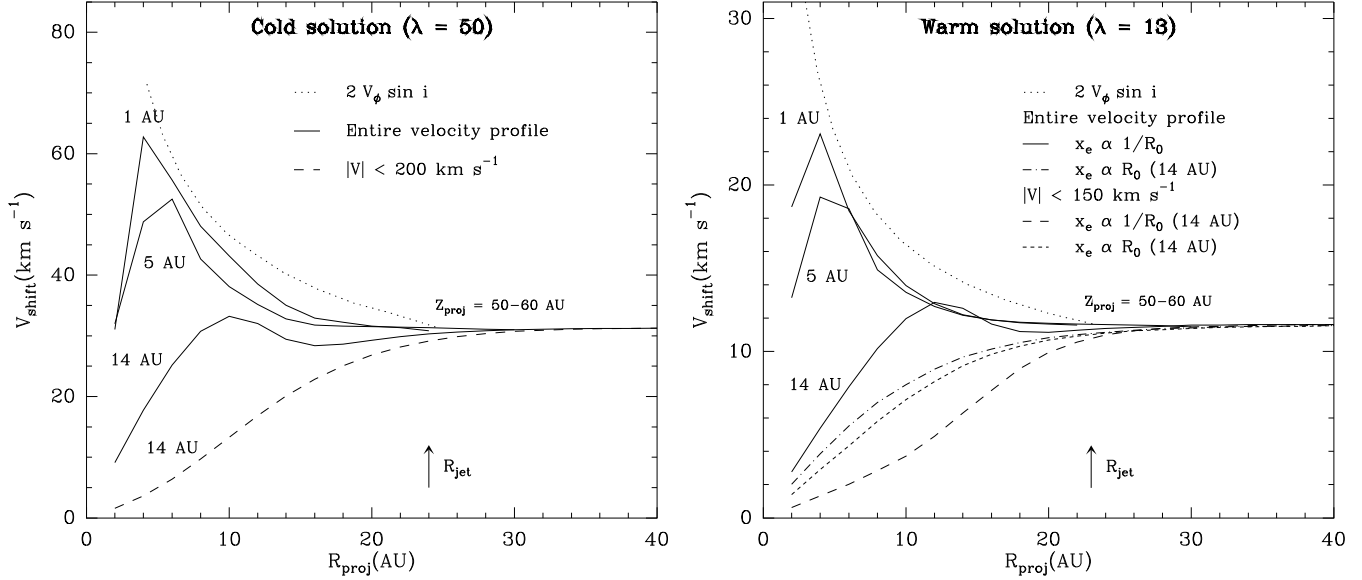 Cold solution (λ = 50)
2 V_ϕ sin i
Entire velocity profile
|V| < 200 km s⁻¹
1 AU
5 AU
14 AU
14 AU
Z_proj = 50−60 AU
R_jet
80
60
40
20
0
V_shift(km s⁻¹)
0 10 20 30 40
R_proj(AU)
Warm solution (λ = 13)
2 V_ϕ sin i
Entire velocity profile
x_e α 1/R_0
x_e α R_0 (14 AU)
|V| < 150 km s⁻¹
x_e α 1/R_0 (14 AU)
x_e α R_0 (14 AU)
1 AU
5 AU
14 AU
Z_proj = 50−60 AU
R_jet
30
20
10
0
V_shift(km s⁻¹)
0 10 20 30 40
R_proj(AU)